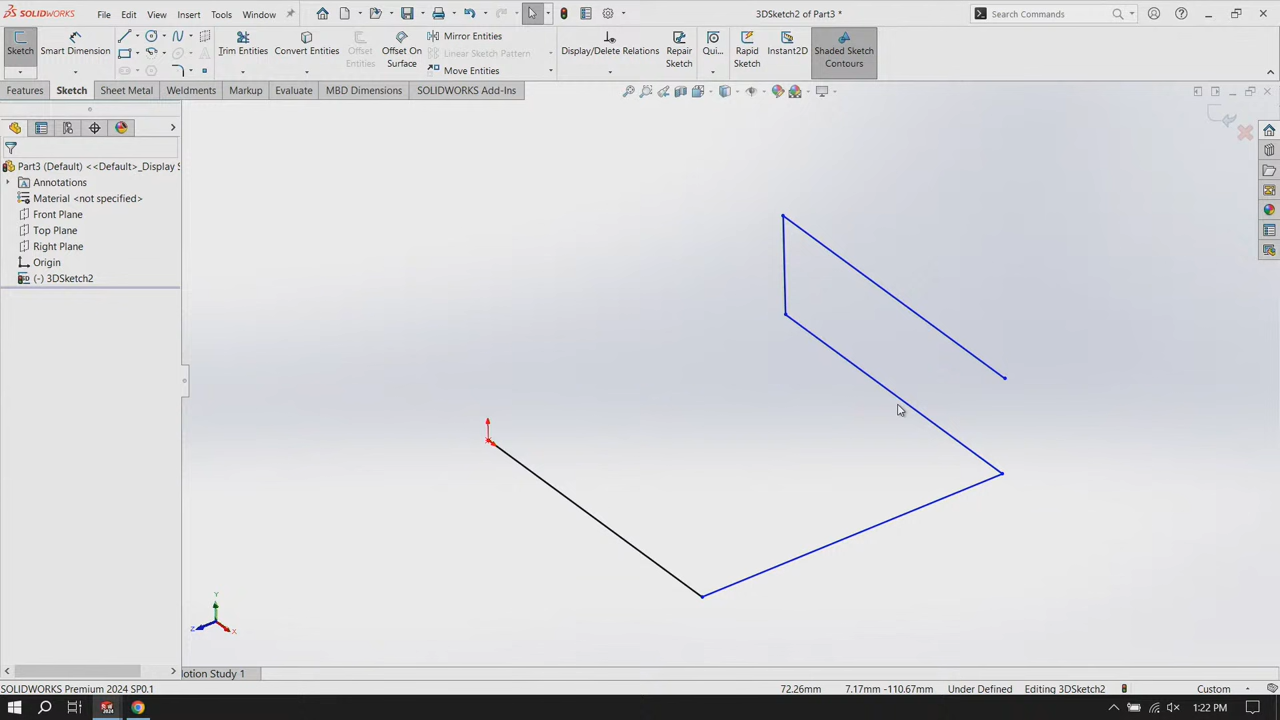 SOLIDWORKS File Edit View Insert Tools Window 3DSketch2 of Part3 * Search Commands
Sketch Smart Dimension Trim Entities Convert Entities Offset Entities Offset On Surface Mirror Entities Linear Sketch Pattern Move Entities Display/Delete Relations Repair Sketch Qui... Rapid Sketch Instant2D Shaded Sketch Contours
Features Sketch Sheet Metal Weldments Markup Evaluate MBD Dimensions SOLIDWORKS Add-Ins
Part3 (Default) <<Default>_Display S
Annotations
Material <not specified>
Front Plane
Top Plane
Right Plane
Origin
(-) 3DSketch2
Y
Z X
otion Study 1
SOLIDWORKS Premium 2024 SP0.1 72.26mm 7.17mm -110.67mm Under Defined Editing 3DSketch2 Custom
1:22 PM